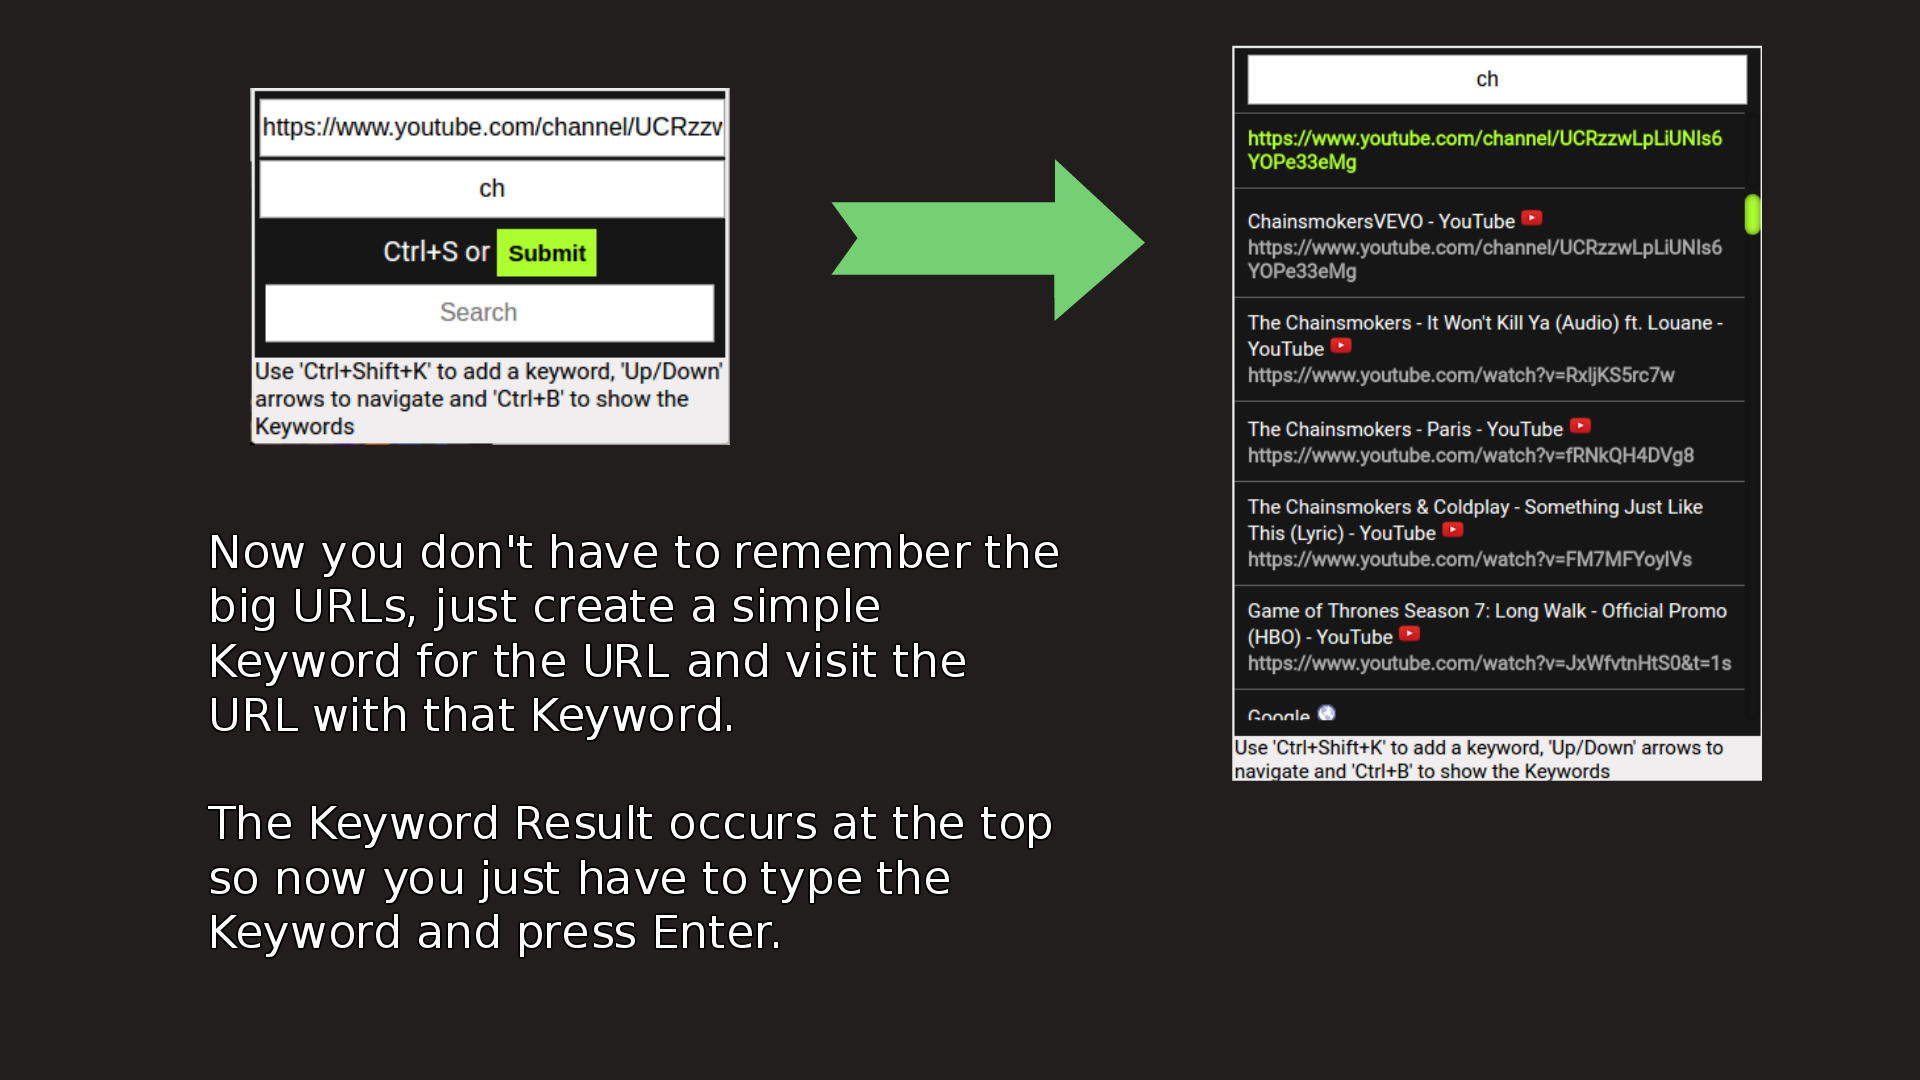 https://www.youtube.com/channel/UCRzzw
ch
Ctrl+S or Submit
Search
Use 'Ctrl+Shift+K' to add a keyword, 'Up/Down'
arrows to navigate and 'Ctrl+B' to show the
Keywords
Now you don't have to remember the
big URLs, just create a simple
Keyword for the URL and visit the
URL with that Keyword.
The Keyword Result occurs at the top
so now you just have to type the
Keyword and press Enter.
ch
https://www.youtube.com/channel/UCRzzwLpLiUNIs6
YOPe33eMg
ChainsmokersVEVO - YouTube
https://www.youtube.com/channel/UCRzzwLpLiUNIs6
YOPe33eMg
The Chainsmokers - It Won't Kill Ya (Audio) ft. Louane -
YouTube
https://www.youtube.com/watch?v=RxljKS5rc7w
The Chainsmokers - Paris - YouTube
https://www.youtube.com/watch?v=fRNkQH4DVg8
The Chainsmokers & Coldplay - Something Just Like
This (Lyric) - YouTube
https://www.youtube.com/watch?v=FM7MFYoylVs
Game of Thrones Season 7: Long Walk - Official Promo
(HBO) - YouTube
https://www.youtube.com/watch?v=JxWfvtnHtS0&t=1s
Google
Use 'Ctrl+Shift+K' to add a keyword, 'Up/Down' arrows to
navigate and 'Ctrl+B' to show the Keywords